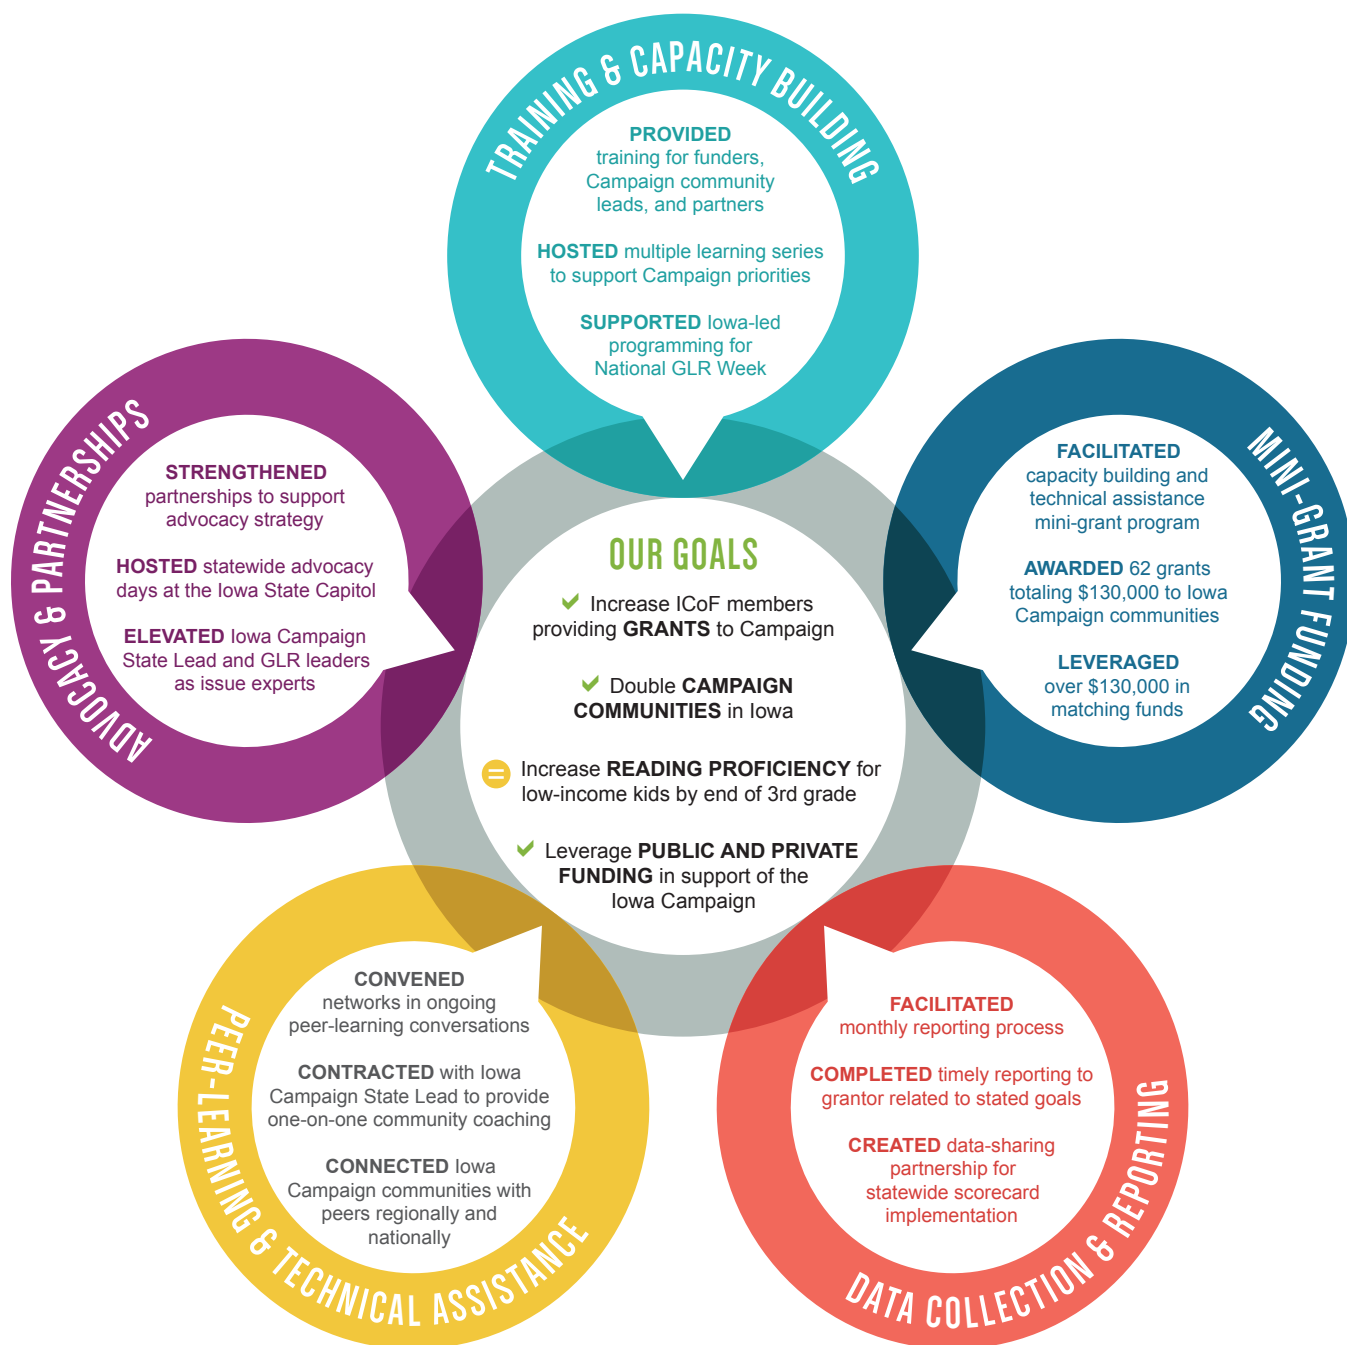 TRAINING & CAPACITY BUILDING
PROVIDED
training for funders,
Campaign community
leads, and partners
HOSTED multiple learning series
to support Campaign priorities
SUPPORTED Iowa-led
programming for
National GLR Week
ADVOCACY & PARTNERSHIPS
STRENGTHENED
partnerships to support
advocacy strategy
HOSTED statewide advocacy
days at the Iowa State Capitol
ELEVATED Iowa Campaign
State Lead and GLR leaders
as issue experts
MINI-GRANT FUNDING
FACILITATED
capacity building and
technical assistance
mini-grant program
AWARDED 62 grants
totaling $130,000 to Iowa
Campaign communities
LEVERAGED
over $130,000 in
matching funds
OUR GOALS
✔ Increase ICoF members
providing GRANTS to Campaign
✔ Double CAMPAIGN
COMMUNITIES in Iowa
= Increase READING PROFICIENCY for
low-income kids by end of 3rd grade
✔ Leverage PUBLIC AND PRIVATE
FUNDING in support of the
Iowa Campaign
PEER-LEARNING & TECHNICAL ASSISTANCE
CONVENED
networks in ongoing
peer-learning conversations
CONTRACTED with Iowa
Campaign State Lead to provide
one-on-one community coaching
CONNECTED Iowa
Campaign communities with
peers regionally and
nationally
DATA COLLECTION & REPORTING
FACILITATED
monthly reporting process
COMPLETED timely reporting to
grantor related to stated goals
CREATED data-sharing
partnership for
statewide scorecard
implementation